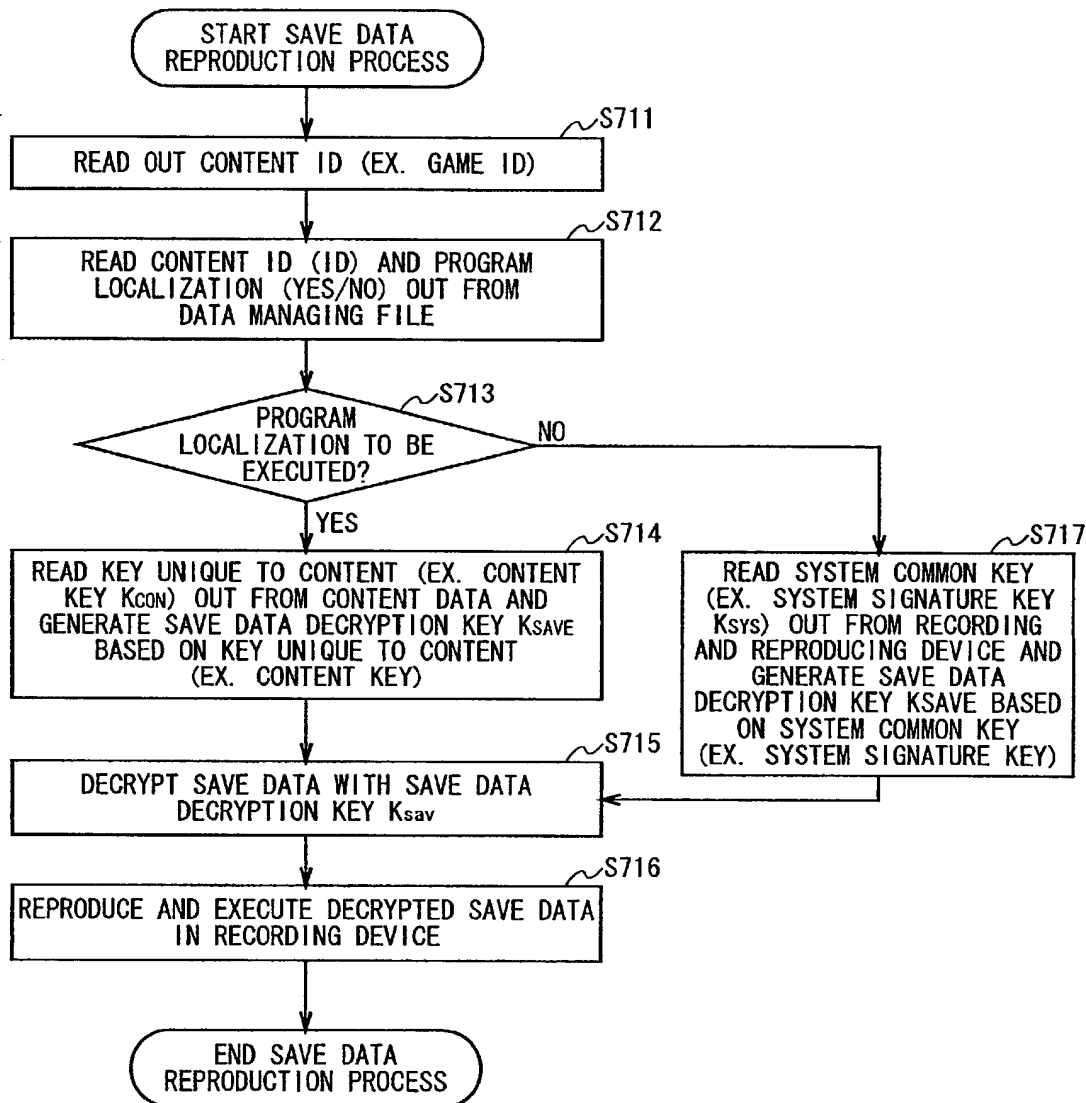 START SAVE DATA
REPRODUCTION PROCESS
S711
READ OUT CONTENT ID (EX. GAME ID)
S712
READ CONTENT ID (ID) AND PROGRAM
LOCALIZATION (YES/NO) OUT FROM
DATA MANAGING FILE
S713
PROGRAM
LOCALIZATION TO BE
EXECUTED?
NO
YES
S714
READ KEY UNIQUE TO CONTENT (EX. CONTENT
KEY KCON) OUT FROM CONTENT DATA AND
GENERATE SAVE DATA DECRYPTION KEY KSAVE
BASED ON KEY UNIQUE TO CONTENT
(EX. CONTENT KEY)
S717
READ SYSTEM COMMON KEY
(EX. SYSTEM SIGNATURE KEY
KSYS) OUT FROM RECORDING
AND REPRODUCING DEVICE AND
GENERATE SAVE DATA
DECRYPTION KEY KSAVE BASED
ON SYSTEM COMMON KEY
(EX. SYSTEM SIGNATURE KEY)
S715
DECRYPT SAVE DATA WITH SAVE DATA
DECRYPTION KEY Ksav
S716
REPRODUCE AND EXECUTE DECRYPTED SAVE DATA
IN RECORDING DEVICE
END SAVE DATA
REPRODUCTION PROCESS